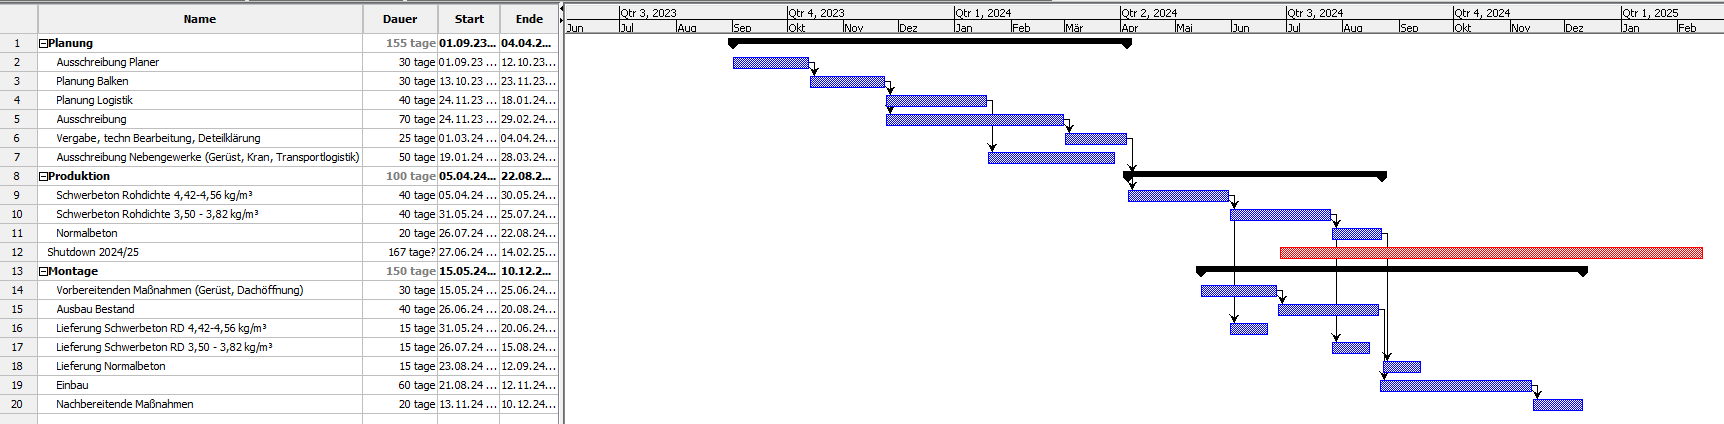 Name Dauer Start Ende
Qtr 3, 2023 Qtr 4, 2023 Qtr 1, 2024 Qtr 2, 2024 Qtr 3, 2024 Qtr 4, 2024 Qtr 1, 2025
Jun Jul Aug Sep Okt Nov Dez Jan Feb Mär Apr Mai Jun Jul Aug Sep Okt Nov Dez Jan Feb
1 Planung 155 tage 01.09.23... 04.04.2...
2 Ausschreibung Planer 30 tage 01.09.23 ... 12.10.23...
3 Planung Balken 30 tage 13.10.23 ... 23.11.23...
4 Planung Logistik 40 tage 24.11.23 ... 18.01.24...
5 Ausschreibung 70 tage 24.11.23 ... 29.02.24...
6 Vergabe, techn Bearbeitung, Deteilklärung 25 tage 01.03.24 ... 04.04.24...
7 Ausschreibung Nebengewerke (Gerüst, Kran, Transportlogistik) 50 tage 19.01.24 ... 28.03.24...
8 Produktion 100 tage 05.04.24... 22.08.2...
9 Schwerbeton Rohdichte 4,42-4,56 kg/m³ 40 tage 05.04.24 ... 30.05.24...
10 Schwerbeton Rohdichte 3,50 - 3,82 kg/m³ 40 tage 31.05.24 ... 25.07.24...
11 Normalbeton 20 tage 26.07.24 ... 22.08.24...
12 Shutdown 2024/25 167 tage? 27.06.24 ... 14.02.25...
13 Montage 150 tage 15.05.24... 10.12.2...
14 Vorbereitenden Maßnahmen (Gerüst, Dachöffnung) 30 tage 15.05.24 ... 25.06.24...
15 Ausbau Bestand 40 tage 26.06.24 ... 20.08.24...
16 Lieferung Schwerbeton RD 4,42-4,56 kg/m³ 15 tage 31.05.24 ... 20.06.24...
17 Lieferung Schwerbeton RD 3,50 - 3,82 kg/m³ 15 tage 26.07.24 ... 15.08.24...
18 Lieferung Normalbeton 15 tage 23.08.24 ... 12.09.24...
19 Einbau 60 tage 21.08.24 ... 12.11.24...
20 Nachbereitende Maßnahmen 20 tage 13.11.24 ... 10.12.24...